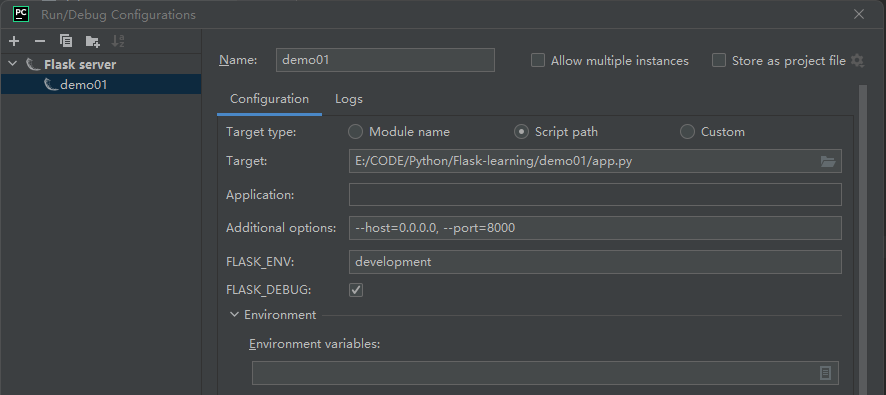 PC Run/Debug Configurations
Flask server
demo01
Name: demo01 Allow multiple instances Store as project file
Configuration Logs
Target type: Module name Script path Custom
Target: E:/CODE/Python/Flask-learning/demo01/app.py
Application:
Additional options: --host=0.0.0.0, --port=8000
FLASK_ENV: development
FLASK_DEBUG:
Environment
Environment variables: